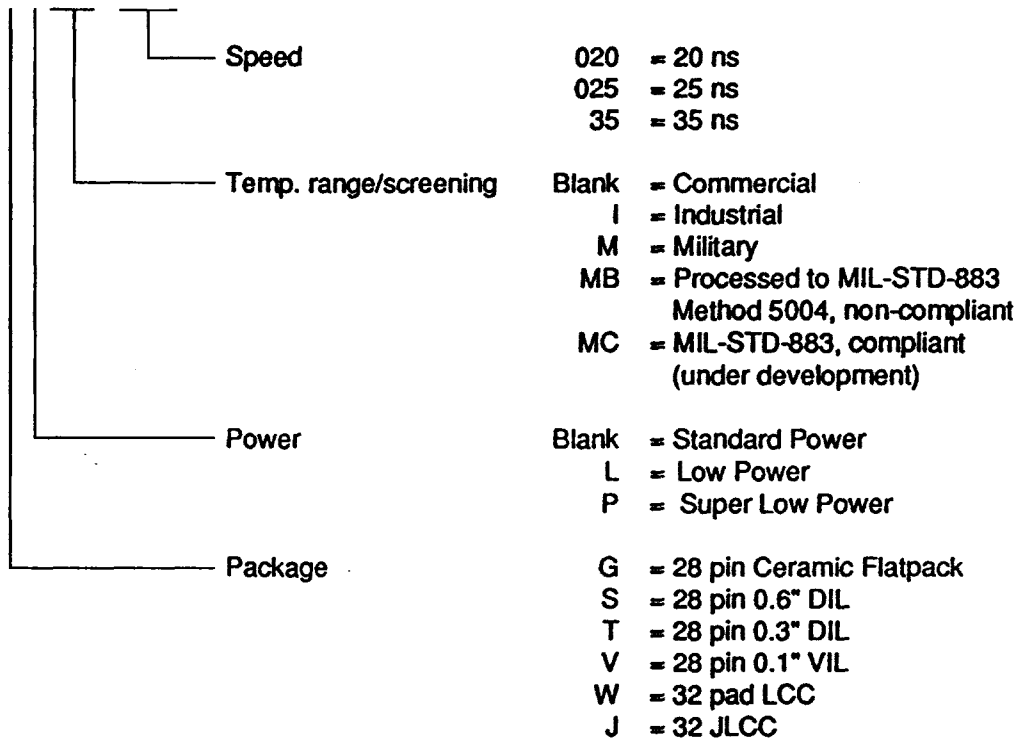 Speed 020 = 20 ns
025 = 25 ns
35 = 35 ns
Temp. range/screening Blank = Commercial
I = Industrial
M = Military
MB = Processed to MIL-STD-883
Method 5004, non-compliant
MC = MIL-STD-883, compliant
(under development)
Power Blank = Standard Power
L = Low Power
P = Super Low Power
Package G = 28 pin Ceramic Flatpack
S = 28 pin 0.6" DIL
T = 28 pin 0.3" DIL
V = 28 pin 0.1" VIL
W = 32 pad LCC
J = 32 JLCC